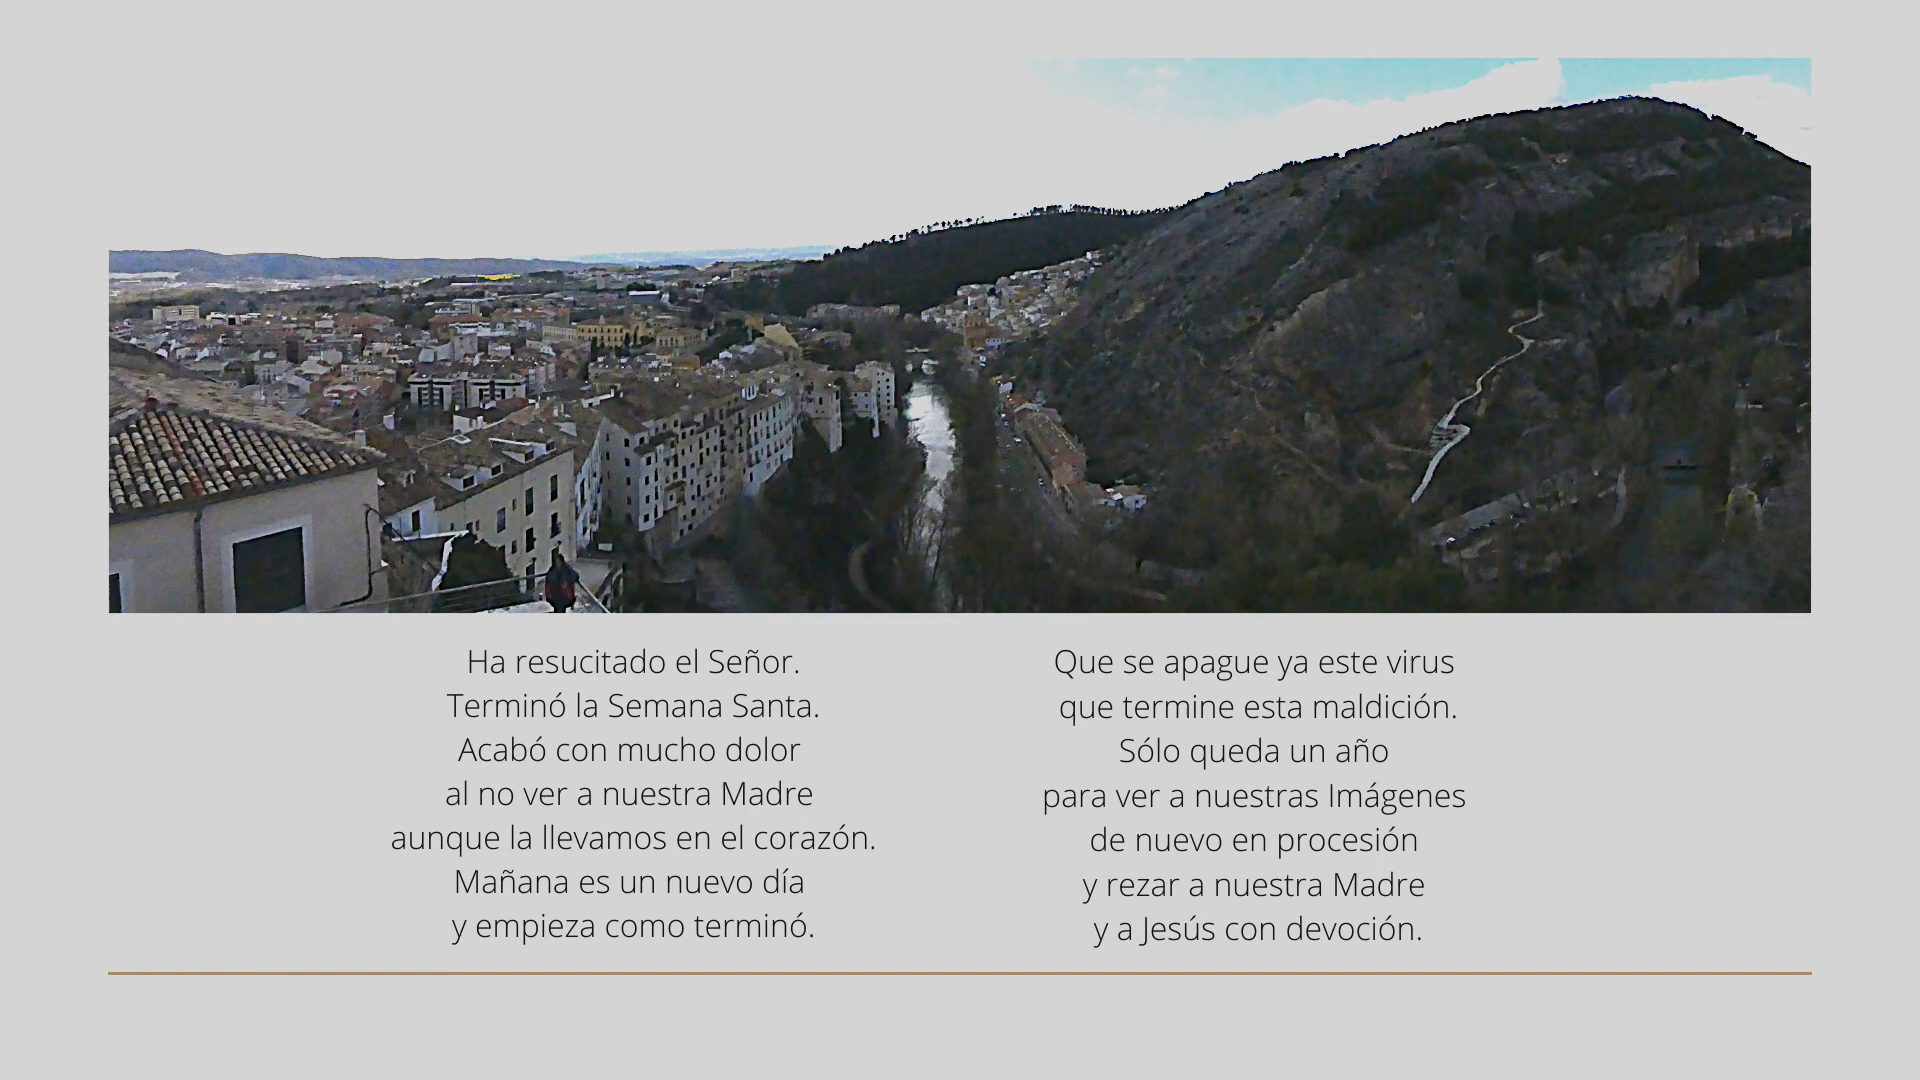 Ha resucitado el Señor.
Terminó la Semana Santa.
Acabó con mucho dolor
al no ver a nuestra Madre
aunque la llevamos en el corazón.
Mañana es un nuevo día
y empieza como terminó.
Que se apague ya este virus
que termine esta maldición.
Sólo queda un año
para ver a nuestras Imágenes
de nuevo en procesión
y rezar a nuestra Madre
y a Jesús con devoción.